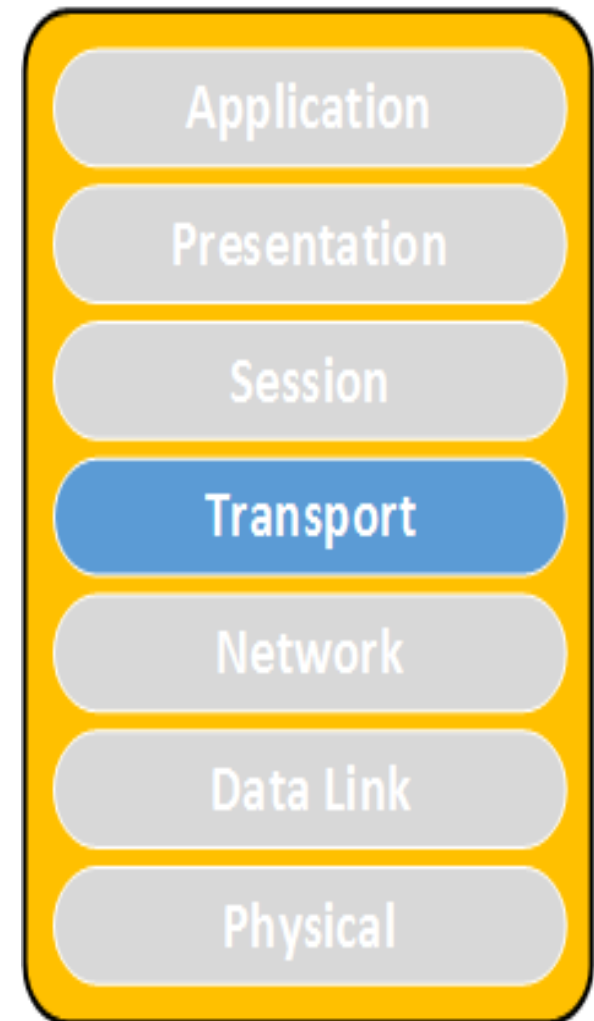 Application
Presentation
Session
Transport
Network
Data Link
Physical